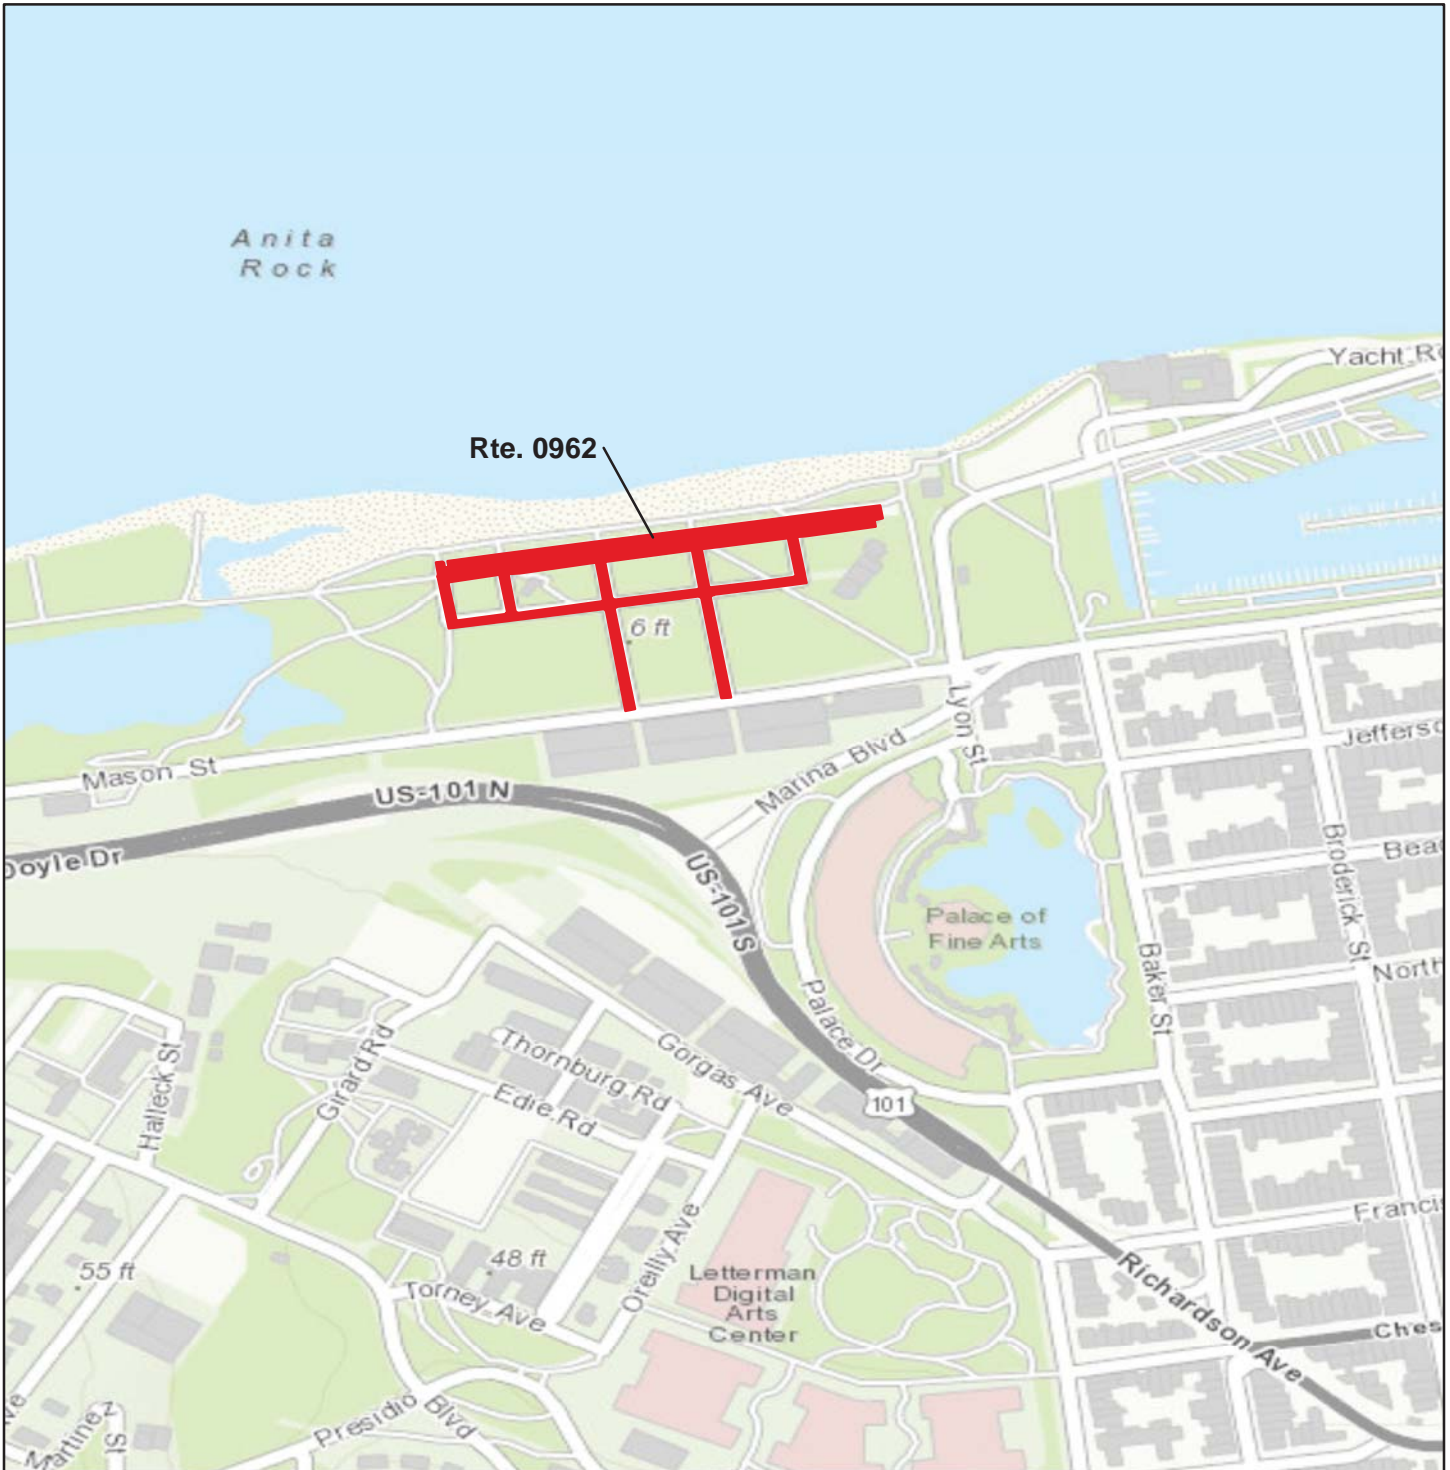 Anita
Rock
Yacht R
Rte. 0962
6 ft
Lyon St
Jefferso
Mason St
Marina Blvd
US-101 N
Doyle Dr
US-101 S
Broderick St
Beac
Palace of
Fine Arts
Baker St
North
Palace Dr
Halleck St
Girard Rd
Thornburg Rd
Gorgas Ave
Edie Rd
101
Francis
55 ft
48 ft
Oreilly Ave
Torney Ave
Letterman
Digital
Arts
Center
Richardson Ave
Ches
Presidio Blvd
Martinez St
ve